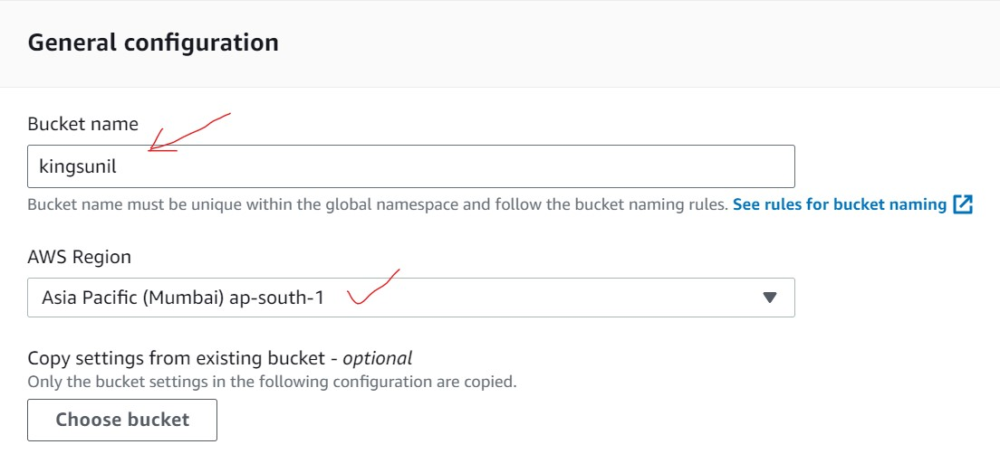 General configuration
Bucket name
kingsunil
Bucket name must be unique within the global namespace and follow the bucket naming rules. See rules for bucket naming
AWS Region
Asia Pacific (Mumbai) ap-south-1
Copy settings from existing bucket - optional
Only the bucket settings in the following configuration are copied.
Choose bucket